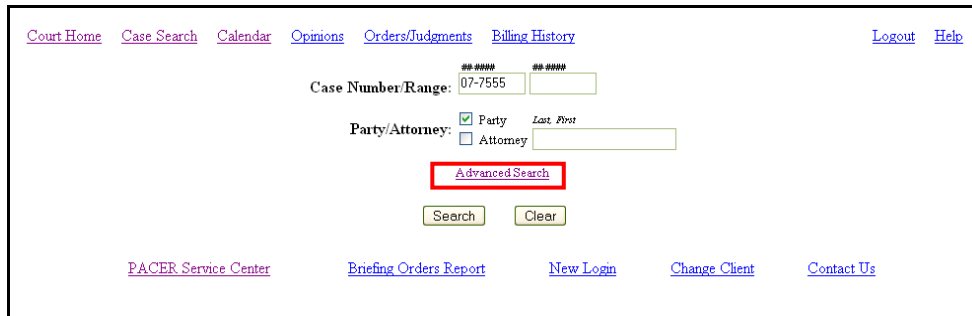 Court Home Case Search Calendar Opinions Orders/Judgments Billing History Logout Help
##-#### ##-####
Case Number/Range: 07-7555
Party/Attorney: Party Last, First
Attorney
Advanced Search
Search Clear
PACER Service Center Briefing Orders Report New Login Change Client Contact Us